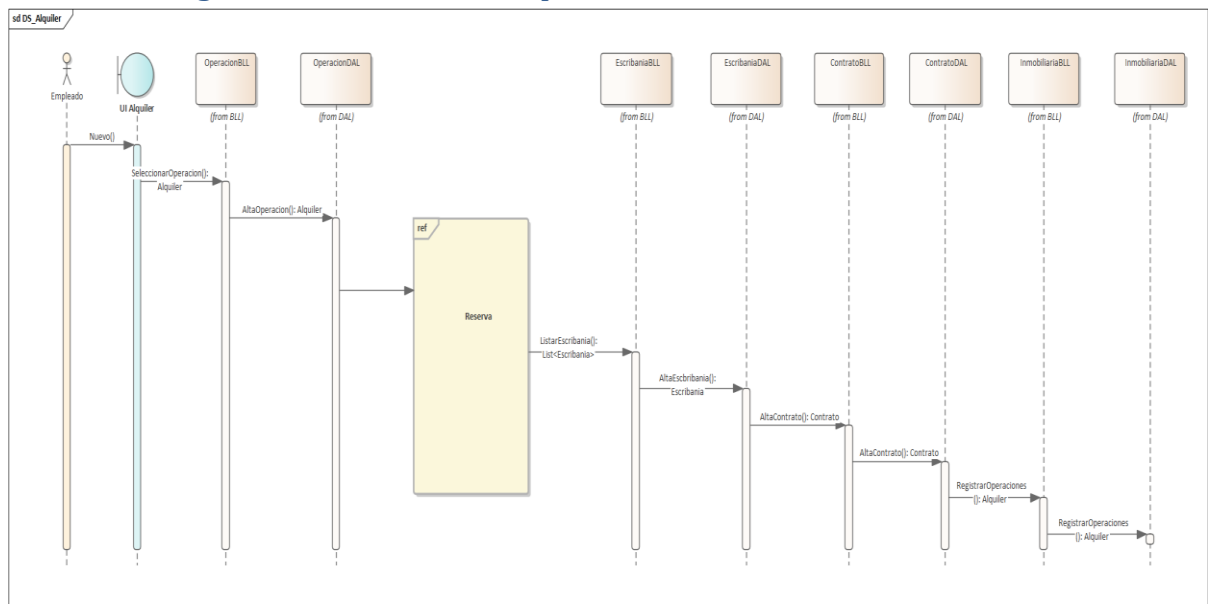 sd DS_Alquiler
Empleado
UI Alquiler
OperacionBLL
(from BLL)
OperacionDAL
(from DAL)
EscribaniaBLL
(from BLL)
EscribaniaDAL
(from DAL)
ContratoBLL
(from BLL)
ContratoDAL
(from DAL)
InmobiliariaBLL
(from BLL)
InmobiliariaDAL
(from DAL)
Nuevo()
SeleccionarOperacion():
Alquiler
AltaOperacion(): Alquiler
ref
Reserva
ListarEscribania():
List<Escribania>
AltaEscbribania():
Escribania
AltaContrato(): Contrato
AltaContrato(): Contrato
RegistrarOperaciones
(): Alquiler
RegistrarOperaciones
(): Alquiler